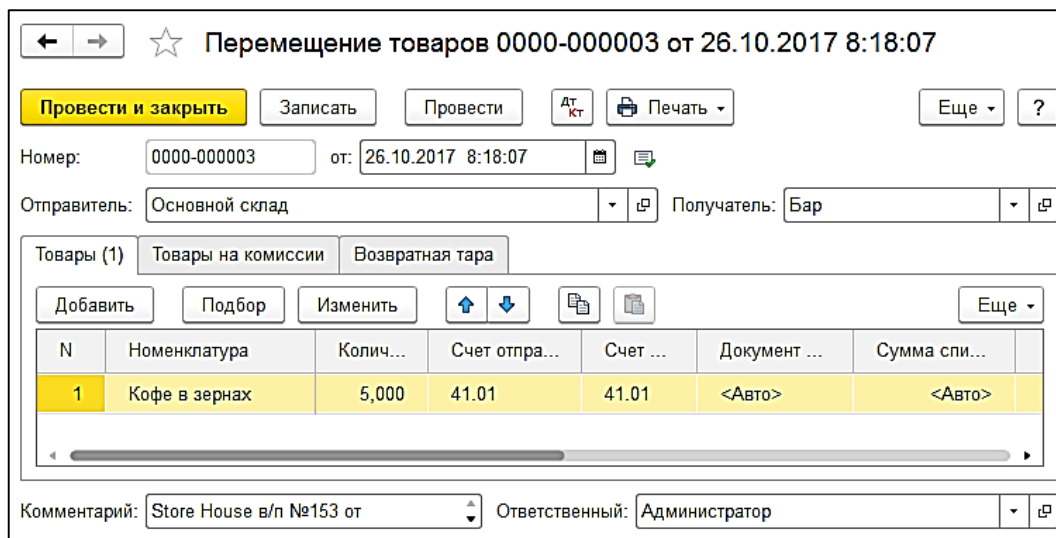 Перемещение товаров 0000-000003 от 26.10.2017 8:18:07
Провести и закрыть Записать Провести Дт Кт Печать Еще ?
Номер: 0000-000003 от: 26.10.2017 8:18:07
Отправитель: Основной склад Получатель: Бар
Товары (1) Товары на комиссии Возвратная тара
Добавить Подбор Изменить Еще
N Номенклатура Колич... Счет отпра... Счет ... Документ ... Сумма спи...
1 Кофе в зернах 5,000 41.01 41.01 <Авто> <Авто>
Комментарий: Store House в/п №153 от Ответственный: Администратор